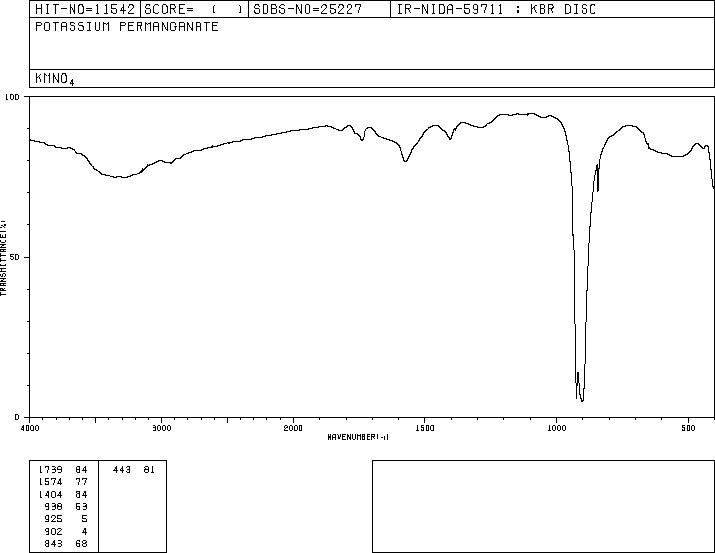 HIT-NO=11542 SCORE= ( ) SDBS-NO=25227 IR-NIDA-59711 : KBR DISC
POTASSIUM PERMANGANATE
KMNO4
100
50
0
TRANSMITTANCE(%)
4000 3000 2000 1500 1000 500
WAVENUMBER(-1)
1739 84 443 81
1574 77
1404 84
938 53
925 5
902 4
843 68